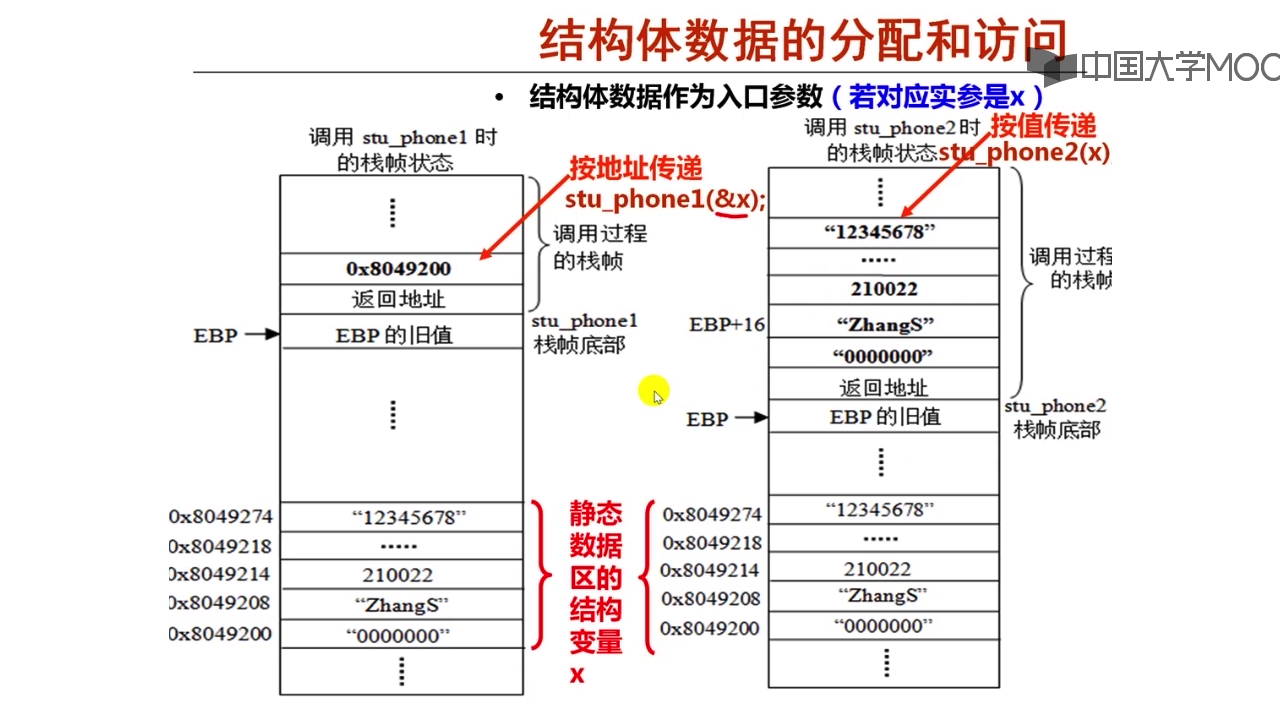 结构体数据的分配和访问
中国大学MOO
• 结构体数据作为入口参数（若对应实参是x）
调用 stu_phone1 时
的栈帧状态
按地址传递
stu_phone1(&x);
0x8049200
返回地址
EBP
EBP 的旧值
调用过程
的栈帧
stu_phone1
栈帧底部
0x8049274
“12345678”
0x8049218
·····
0x8049214
210022
0x8049208
“ZhangS”
0x8049200
“0000000”
静态
数据
区的
结构
变量
x
调用 stu_phone2 时
的栈帧状态
按值传递
stu_phone2(x)
“12345678”
·····
210022
EBP+16
“ZhangS”
“0000000”
返回地址
EBP
EBP 的旧值
调用过程
的栈帧
stu_phone2
栈帧底部
0x8049274
“12345678”
0x8049218
·····
0x8049214
210022
0x8049208
“ZhangS”
0x8049200
“0000000”